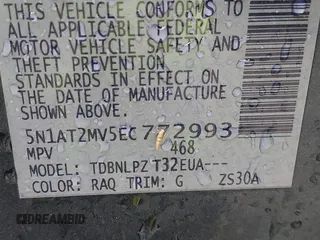 THIS VEHICLE CONFORMS TO
ALL APPLICABLE FEDERAL
MOTOR VEHICLE SAFETY AND
THEFT PREVENTION
STANDARDS IN EFFECT ON
THE DATE OF MANUFACTURE
SHOWN ABOVE.
5N1AT2MV5EC772993
MPV 468
MODEL: TDBNLPZ T32EUA---
COLOR: RAQ TRIM: G ZS30A
DREAMBID